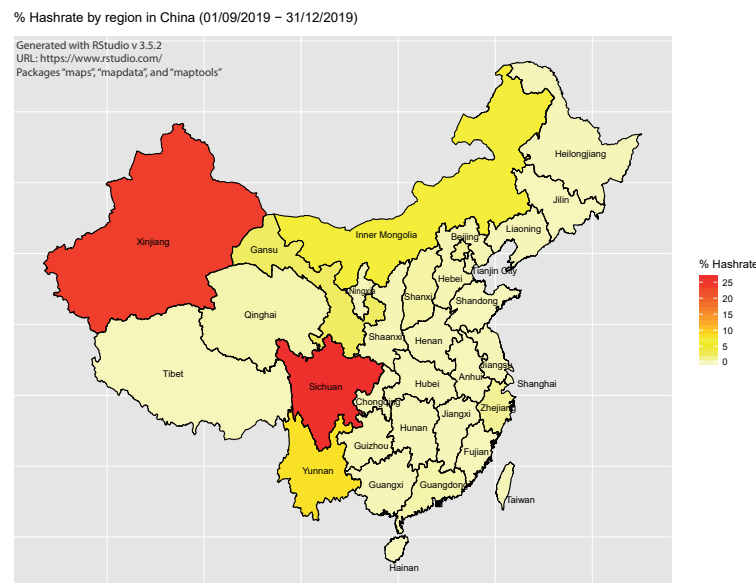 % Hashrate by region in China (01/09/2019 − 31/12/2019)
Generated with RStudio v 3.5.2
URL: https://www.rstudio.com/
Packages “maps”, “mapdata”, and “maptools”
Heilongjiang
Jilin
Liaoning
Xinjiang
Inner Mongolia
Beijing
Gansu
Tianjin City
Hebei
Ningxia
Shanxi
Shandong
Qinghai
Shaanxi
Henan
Jiangsu
Tibet
Anhui
Shanghai
Sichuan
Hubei
Chongqing
Zhejiang
Hunan
Jiangxi
Guizhou
Fujian
Yunnan
Guangxi
Guangdong
Taiwan
Hainan
% Hashrate
25
20
15
10
5
0